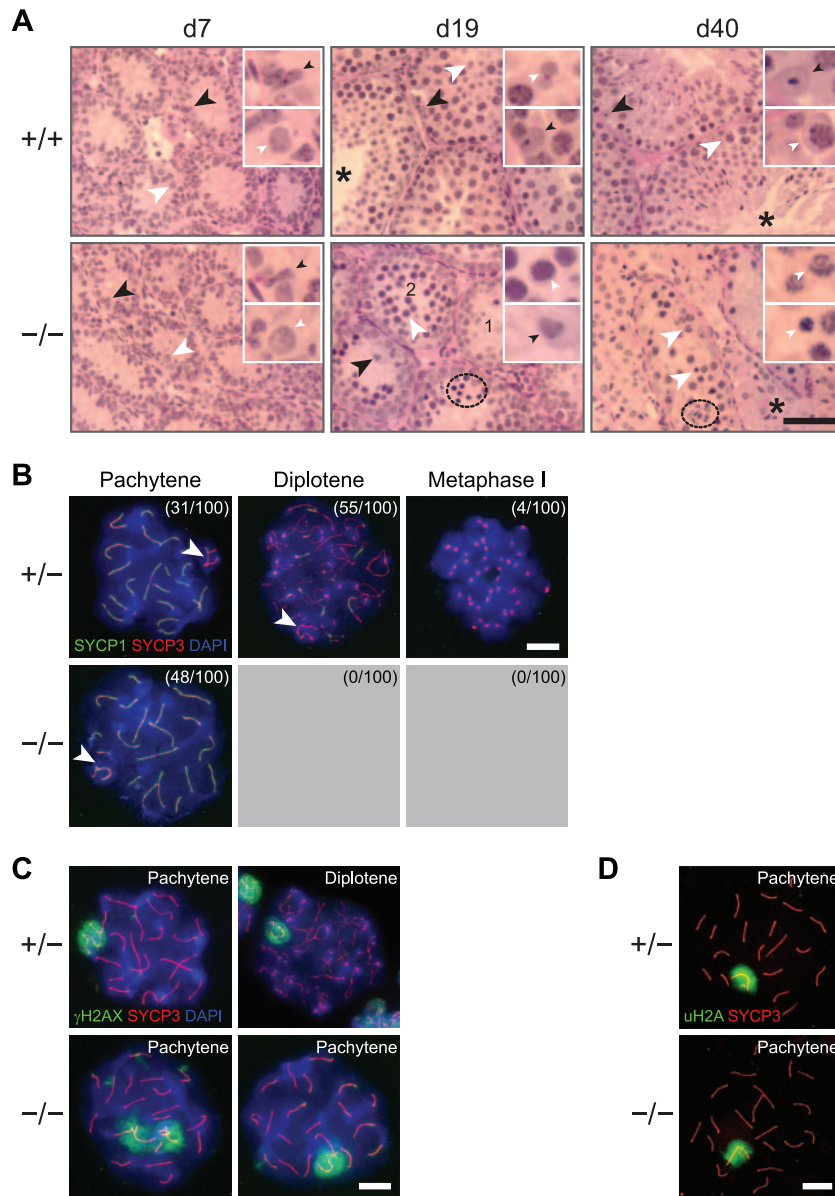 A
d7 d19 d40
+/+
*
*
−/−
2
1
*
B
Pachytene Diplotene Metaphase I
+/−
(31/100) (55/100) (4/100)
SYCP1 SYCP3 DAPI
−/−
(48/100) (0/100) (0/100)
C
D
+/−
Pachytene Diplotene
γH2AX SYCP3 DAPI
−/−
Pachytene Pachytene
+/−
Pachytene
uH2A SYCP3
−/−
Pachytene